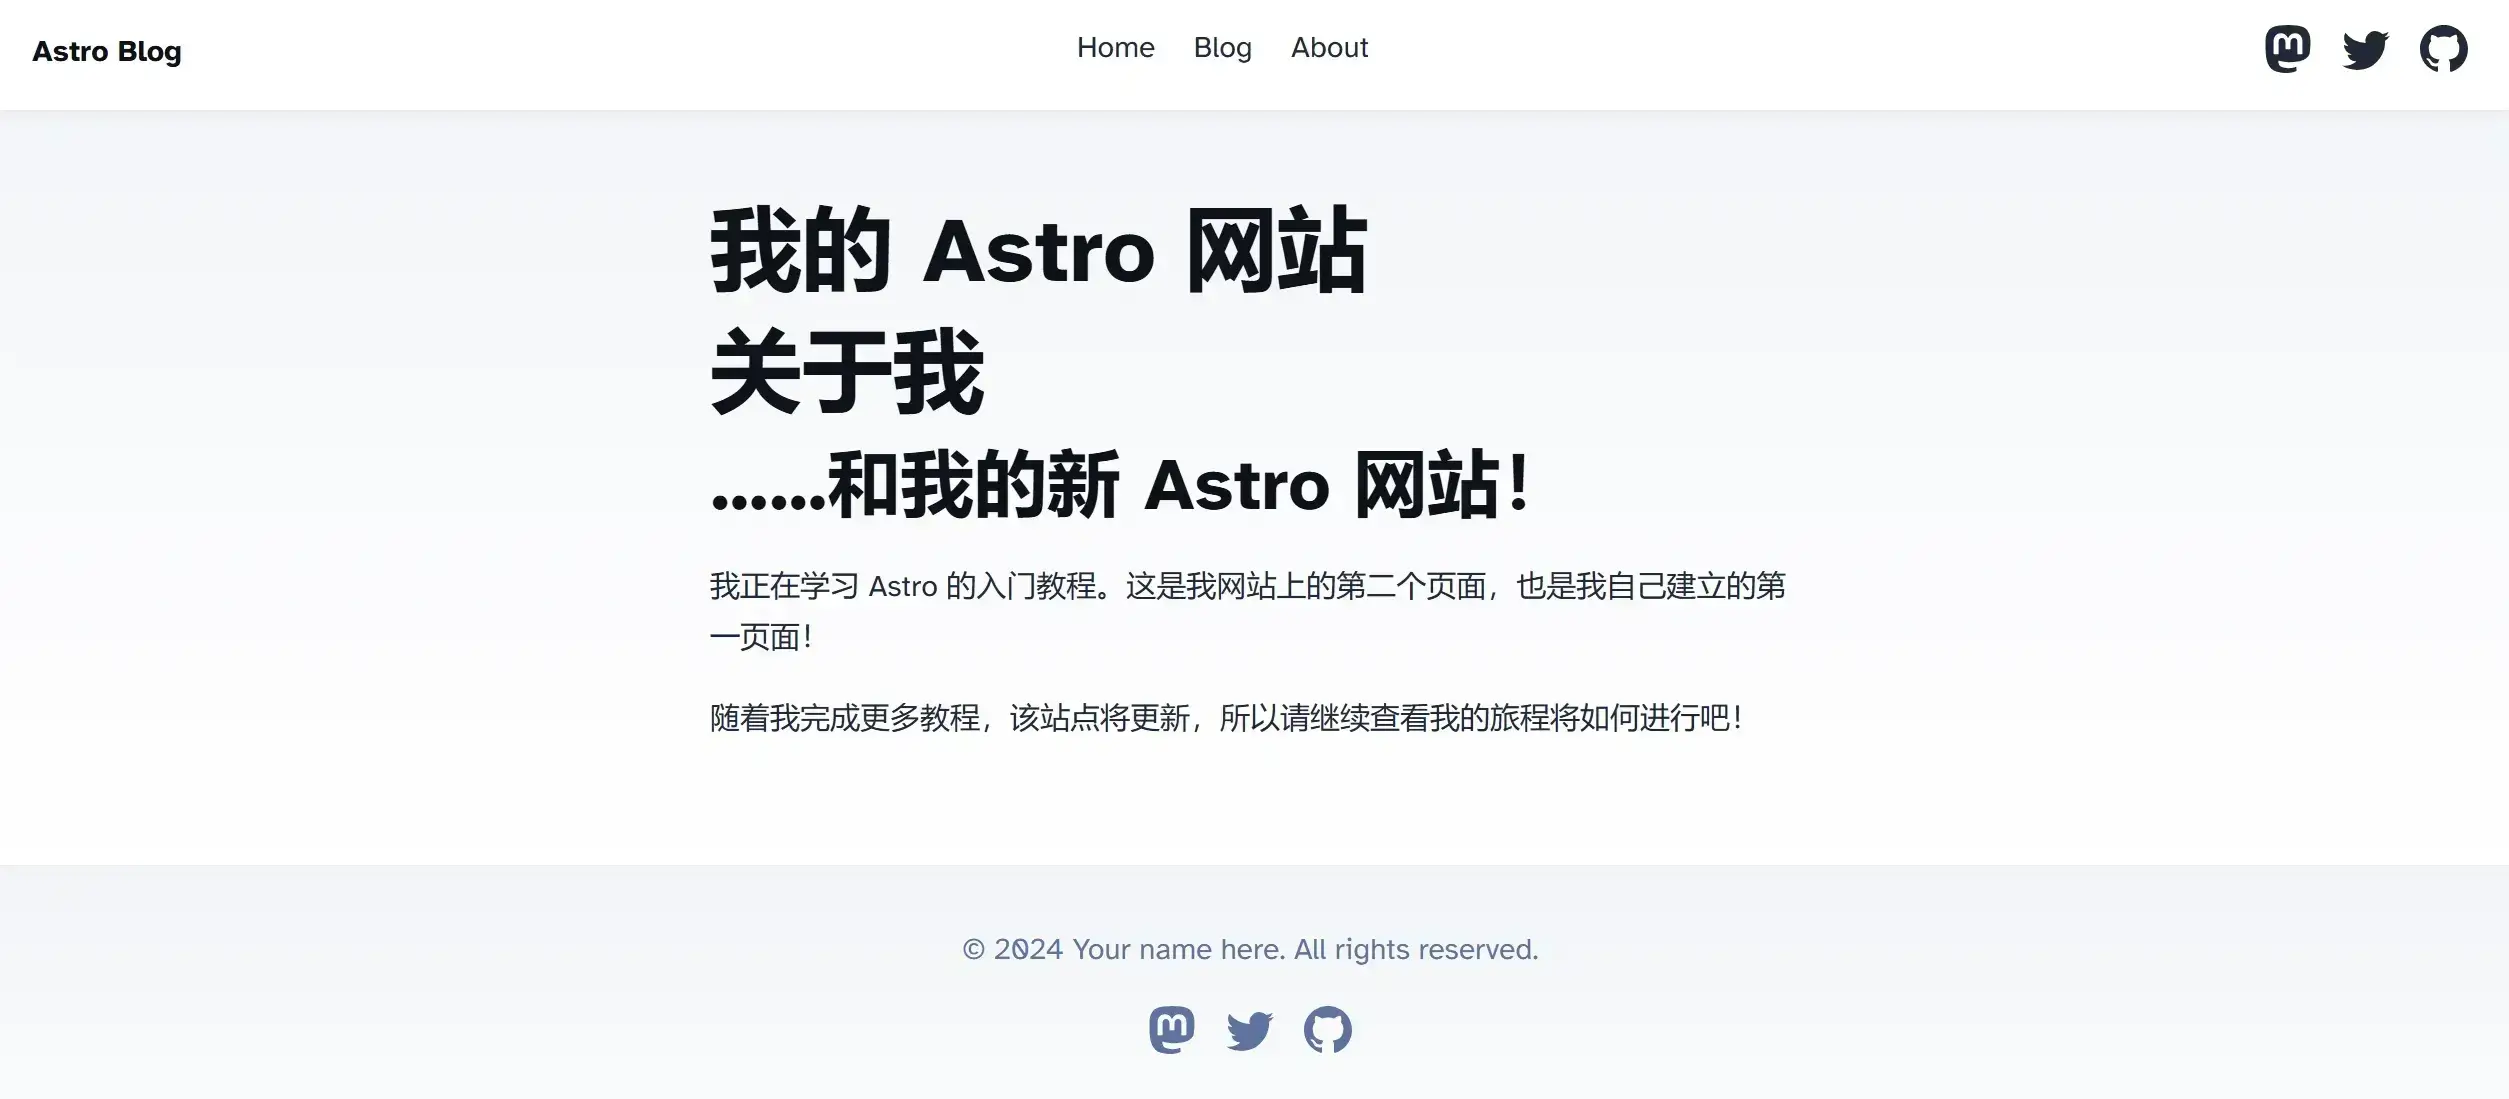 Astro Blog
Home Blog About
我的 Astro 网站
关于我
……和我的新 Astro 网站！
我正在学习 Astro 的入门教程。这是我网站上的第二个页面，也是我自己建立的第
一页面！
随着我完成更多教程，该站点将更新，所以请继续查看我的旅程将如何进行吧！
© 2024 Your name here. All rights reserved.